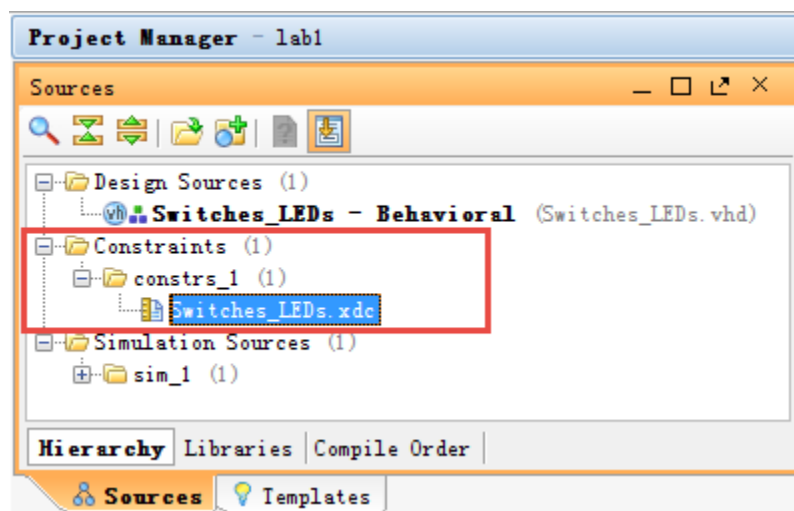 Project Manager - lab1
Sources
Design Sources (1)
Switches_LEDs - Behavioral (Switches_LEDs.vhd)
Constraints (1)
constrs_1 (1)
Switches_LEDs.xdc
Simulation Sources (1)
sim_1 (1)
Hierarchy Libraries Compile Order
Sources Templates